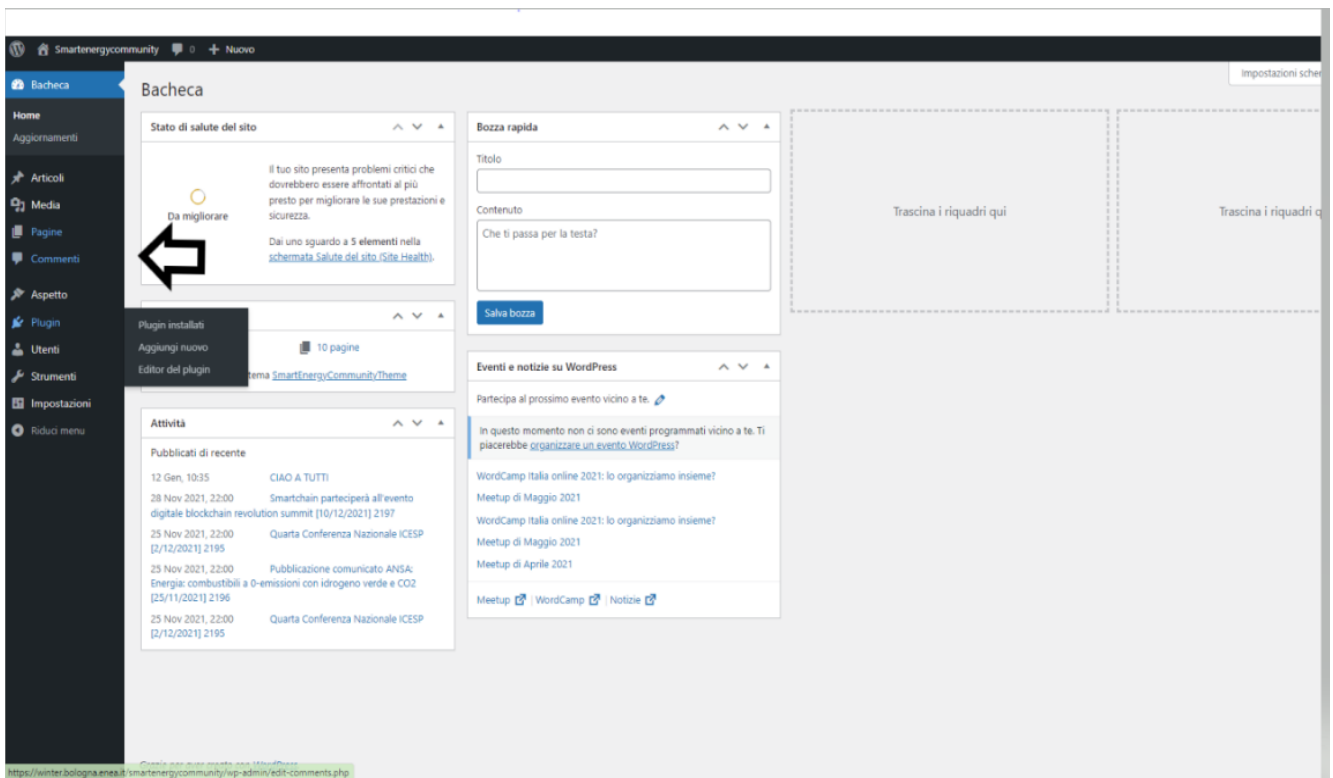 Smartenergycommunity 0 + Nuovo
Impostazioni scher
Bacheca
Home
Aggiornamenti
Articoli
Media
Pagine
Commenti
Aspetto
Plugin
Utenti
Strumenti
Impostazioni
Riduci menu
Plugin installati
Aggiungi nuovo
Editor del plugin
Bacheca
Stato di salute del sito
Da migliorare
Il tuo sito presenta problemi critici che
dovrebbero essere affrontati al più
presto per migliorare le sue prestazioni e
sicurezza.
Dai uno sguardo a 5 elementi nella
schermata Salute del sito (Site Health).
10 pagine
tema SmartEnergyCommunityTheme
Attività
Pubblicati di recente
12 Gen, 10:35 CIAO A TUTTI
28 Nov 2021, 22:00 Smartchain parteciperà all'evento
digitale blockchain revolution summit [10/12/2021] 2197
25 Nov 2021, 22:00 Quarta Conferenza Nazionale ICESP
[2/12/2021] 2195
25 Nov 2021, 22:00 Pubblicazione comunicato ANSA:
Energia: combustibili a 0-emissioni con idrogeno verde e CO2
[25/11/2021] 2196
25 Nov 2021, 22:00 Quarta Conferenza Nazionale ICESP
[2/12/2021] 2195
Bozza rapida
Titolo
Contenuto
Che ti passa per la testa?
Salva bozza
Eventi e notizie su WordPress
Partecipa al prossimo evento vicino a te.
In questo momento non ci sono eventi programmati vicino a te. Ti
piacerebbe organizzare un evento WordPress?
WordCamp Italia online 2021: lo organizziamo insieme?
Meetup di Maggio 2021
WordCamp Italia online 2021: lo organizziamo insieme?
Meetup di Maggio 2021
Meetup di Aprile 2021
Meetup | WordCamp | Notizie
Trascina i riquadri qui
Trascina i riquadri q
https://winter.bologna.enea.it/smartenergycommunity/wp-admin/edit-comments.php